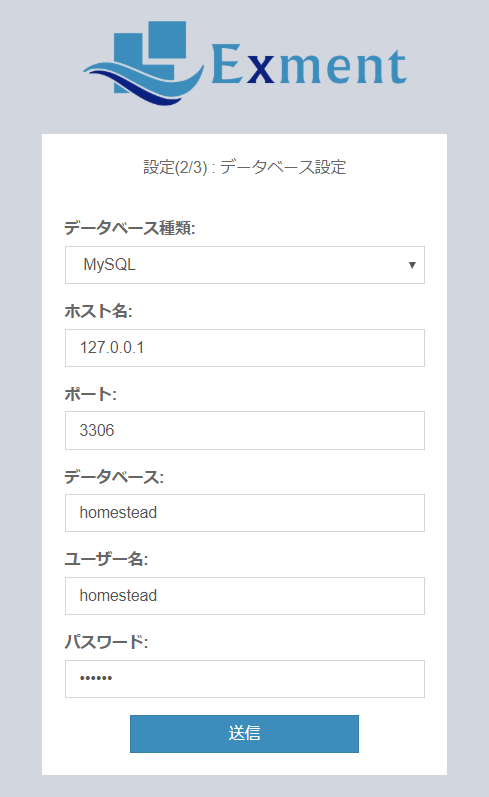 Exment
設定(2/3) : データベース設定
データベース種類:
MySQL
ホスト名:
127.0.0.1
ポート:
3306
データベース:
homestead
ユーザー名:
homestead
パスワード:
••••••
送信